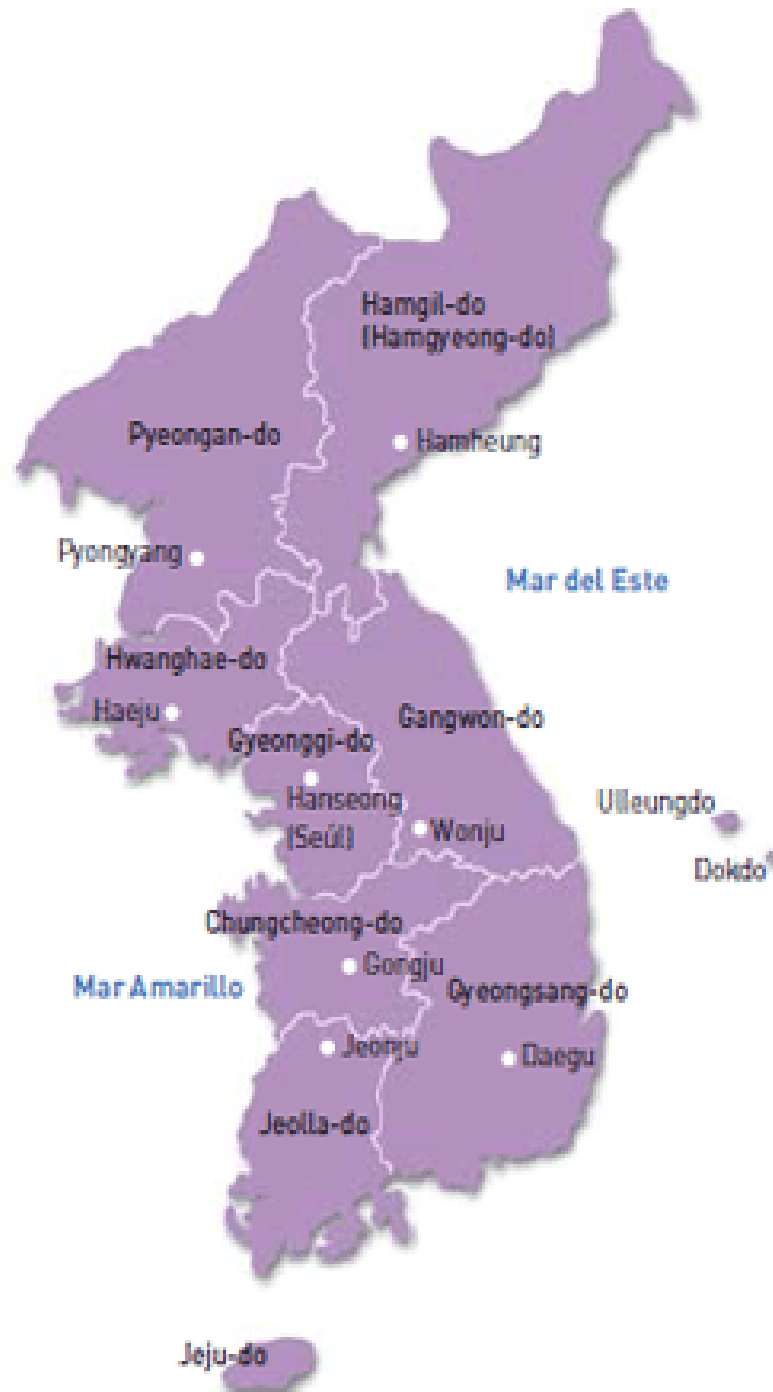 Hamgil-do
(Hamgyeong-do)
Pyeongan-do
Hamheung
Pyongyang
Mar del Este
Hwanghae-do
Haeju
Gangwon-do
Gyeonggi-do
Hanseong
(Seúl)
Ulleungdo
Wonju
Dokdo
Chungcheong-do
Gongju
Mar Amarillo
Gyeongsang-do
Jeonju
Daegu
Jeolla-do
Jeju-do